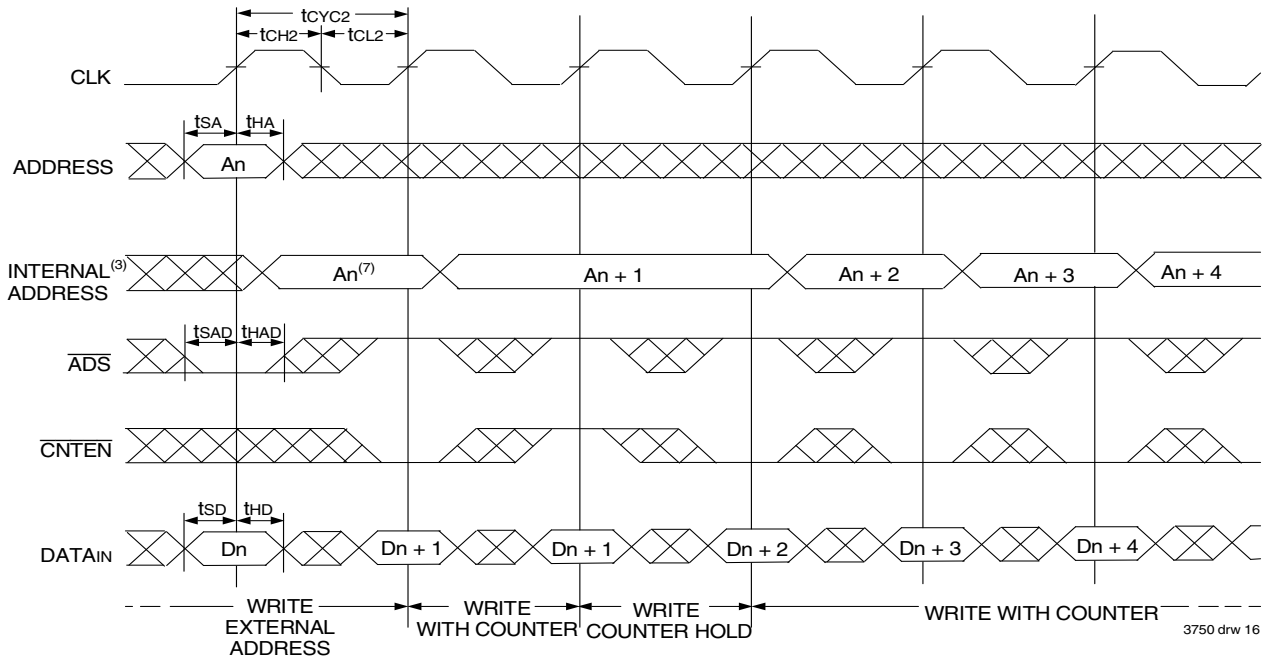 tCYC2
tCH2 tCL2
CLK
tSA tHA
ADDRESS An
INTERNAL(3)
ADDRESS
An(7) An + 1 An + 2 An + 3 An + 4
tSAD tHAD
ADS
CNTEN
tSD tHD
DATAIN Dn Dn + 1 Dn + 1 Dn + 2 Dn + 3 Dn + 4
WRITE
EXTERNAL
ADDRESS
WRITE
WITH COUNTER
WRITE
COUNTER HOLD
WRITE WITH COUNTER
3750 drw 16